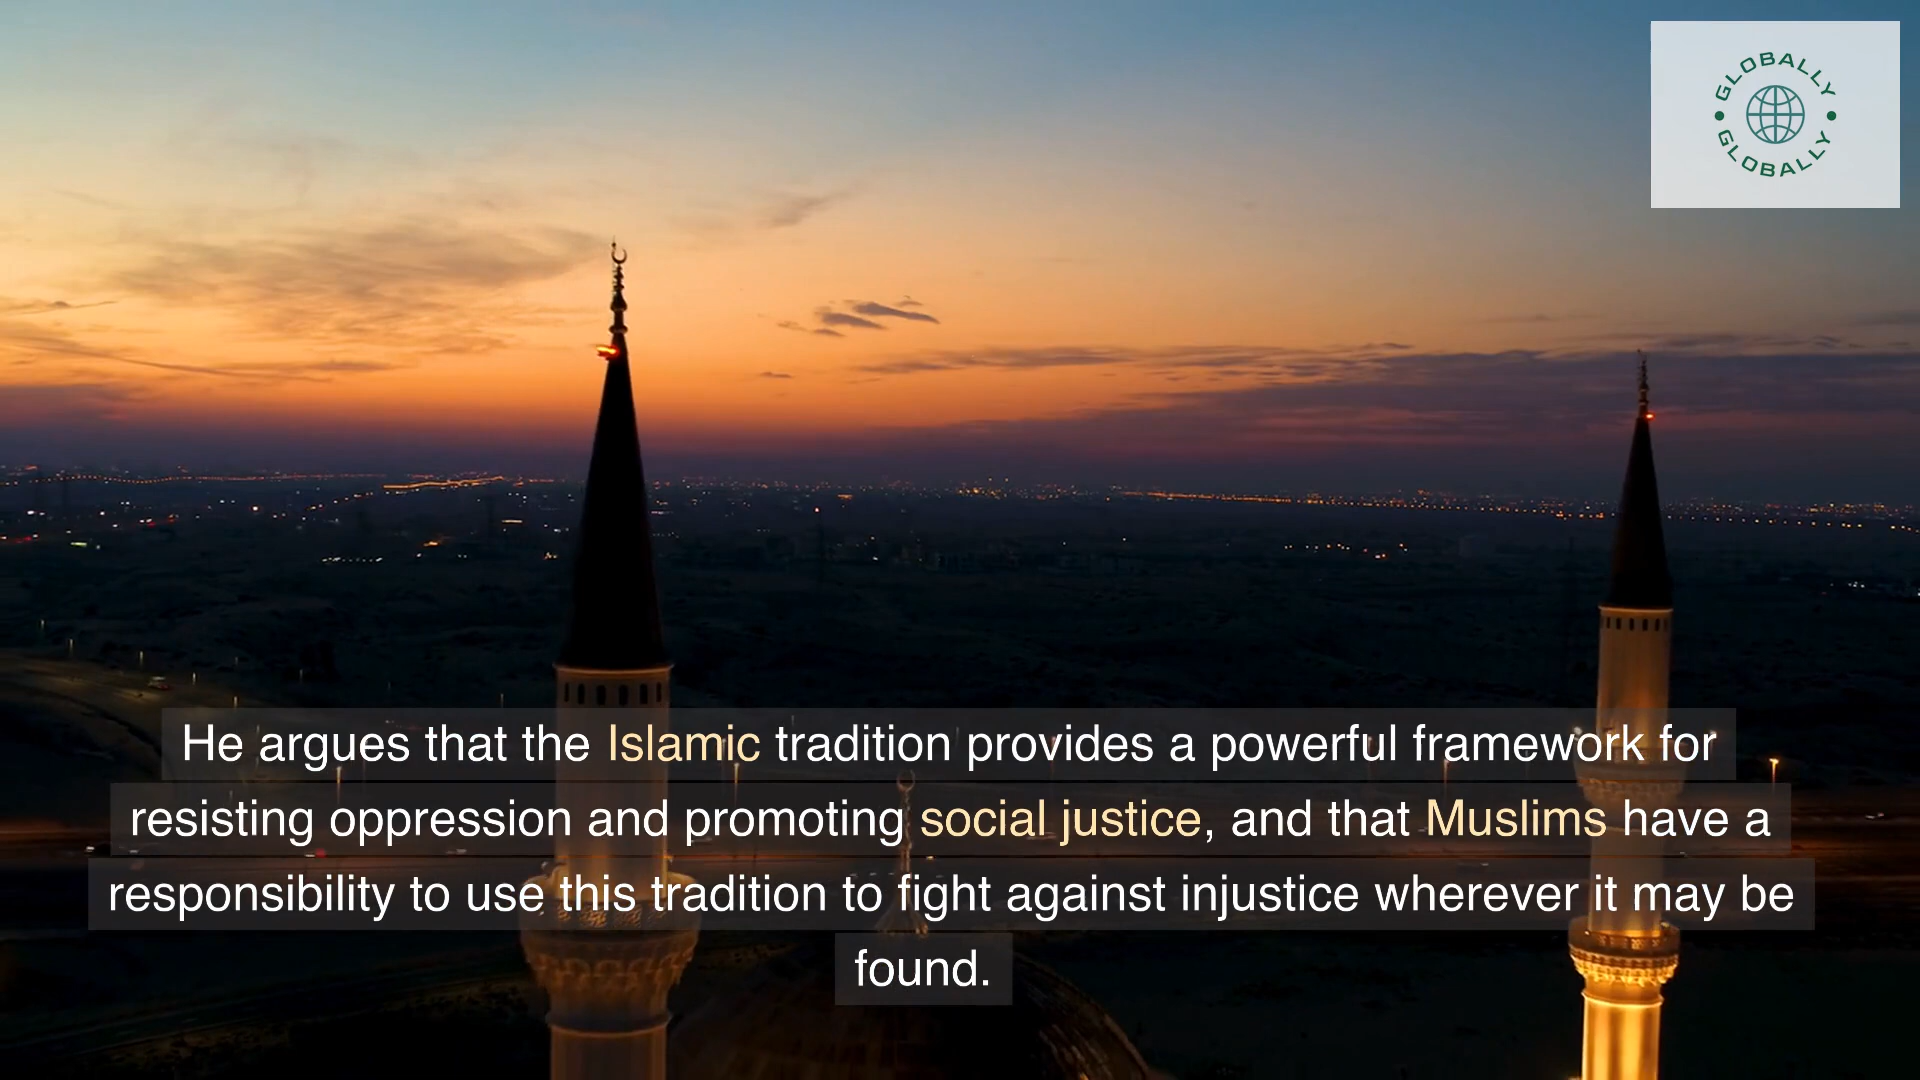 GLOBALLY
GLOBALLY
He argues that the Islamic tradition provides a powerful framework for
resisting oppression and promoting social justice, and that Muslims have a
responsibility to use this tradition to fight against injustice wherever it may be
found.